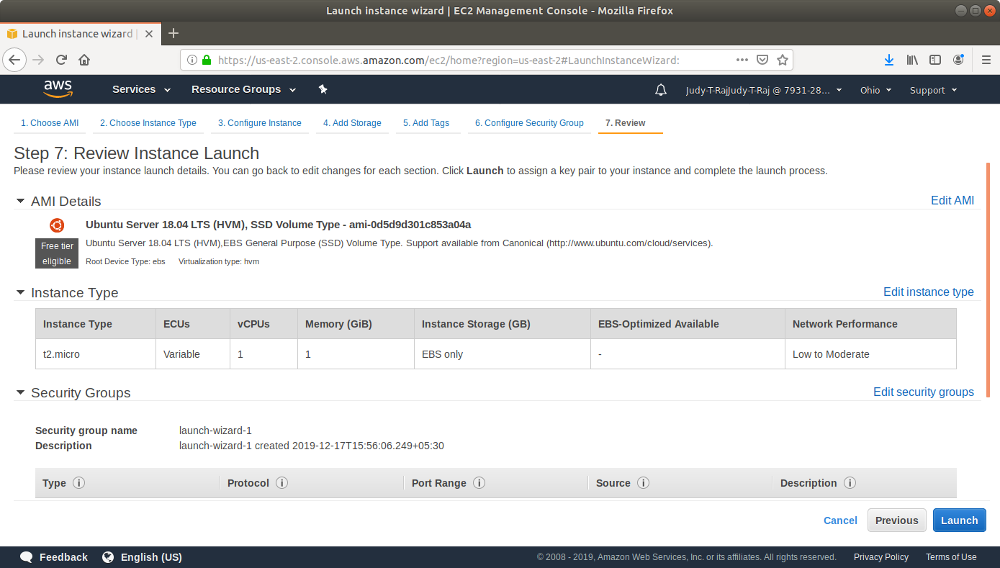 Launch instance wizard | EC2 Management Console - Mozilla Firefox
Launch instance wizard |
https://us-east-2.console.aws.amazon.com/ec2/home?region=us-east-2#LaunchInstanceWizard:
aws Services Resource Groups Judy-T-RajJudy-T-Raj @ 7931-28... Ohio Support
1. Choose AMI 2. Choose Instance Type 3. Configure Instance 4. Add Storage 5. Add Tags 6. Configure Security Group 7. Review
Step 7: Review Instance Launch
Please review your instance launch details. You can go back to edit changes for each section. Click Launch to assign a key pair to your instance and complete the launch process.
AMI Details Edit AMI
Ubuntu Server 18.04 LTS (HVM), SSD Volume Type - ami-0d5d9d301c853a04a
Free tier eligible
Ubuntu Server 18.04 LTS (HVM),EBS General Purpose (SSD) Volume Type. Support available from Canonical (http://www.ubuntu.com/cloud/services).
Root Device Type: ebs Virtualization type: hvm
Instance Type Edit instance type
Instance Type ECUs vCPUs Memory (GiB) Instance Storage (GB) EBS-Optimized Available Network Performance
t2.micro Variable 1 1 EBS only - Low to Moderate
Security Groups Edit security groups
Security group name launch-wizard-1
Description launch-wizard-1 created 2019-12-17T15:56:06.249+05:30
Type Protocol Port Range Source Description
Cancel Previous Launch
Feedback English (US) © 2008 - 2019, Amazon Web Services, Inc. or its affiliates. All rights reserved. Privacy Policy Terms of Use